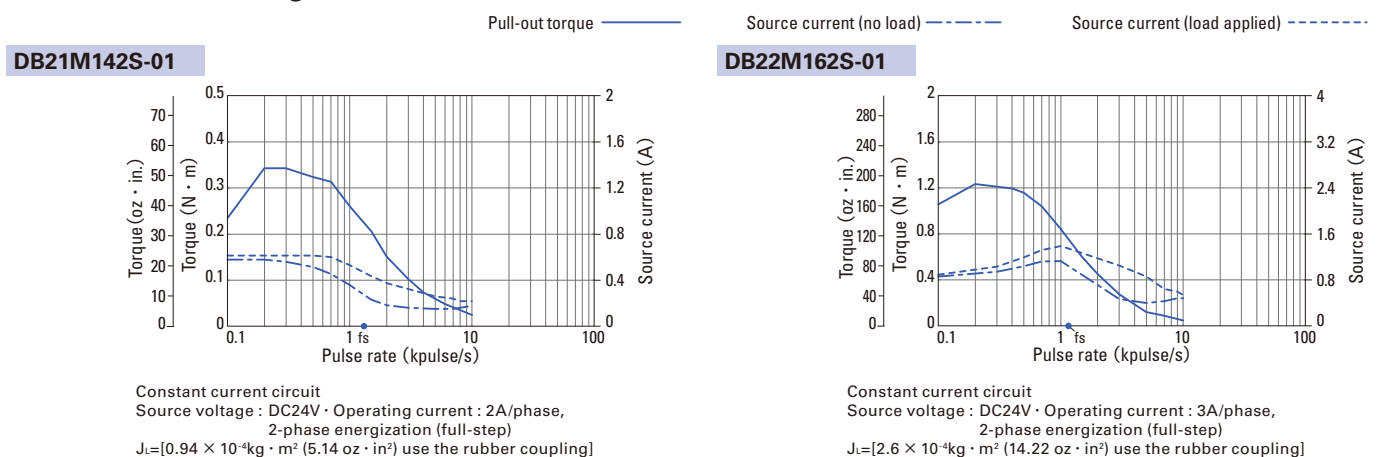 Pull-out torque
Source current (no load)
Source current (load applied)
DB21M142S-01
70
60
50
40
30
20
10
0
Torque (oz・in.)
0.5
0.4
0.3
0.2
0.1
0
Torque (N・m)
2
1.6
1.2
0.8
0.4
0
Source current (A)
0.1
1
fs
10
100
Pulse rate (kpulse/s)
Constant current circuit
Source voltage : DC24V・Operating current : 2A/phase,
2-phase energization (full-step)
JL=[0.94 × 10-4kg・m² (5.14 oz・in²) use the rubber coupling]
DB22M162S-01
280
240
200
160
120
80
40
0
Torque (oz・in.)
2
1.6
1.2
0.8
0.4
0
Torque (N・m)
4
3.2
2.4
1.6
0.8
0
Source current (A)
0.1
1
fs
10
100
Pulse rate (kpulse/s)
Constant current circuit
Source voltage : DC24V・Operating current : 3A/phase,
2-phase energization (full-step)
JL=[2.6 × 10-4kg・m² (14.22 oz・in²) use the rubber coupling]